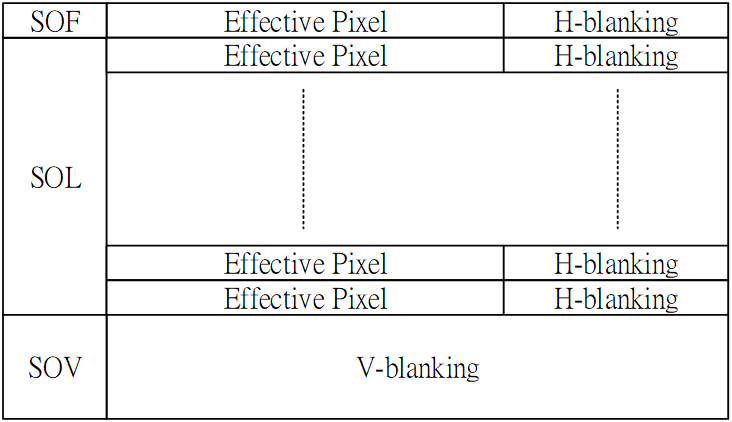 SOF Effective Pixel H-blanking
Effective Pixel H-blanking
SOL
Effective Pixel H-blanking
Effective Pixel H-blanking
SOV V-blanking